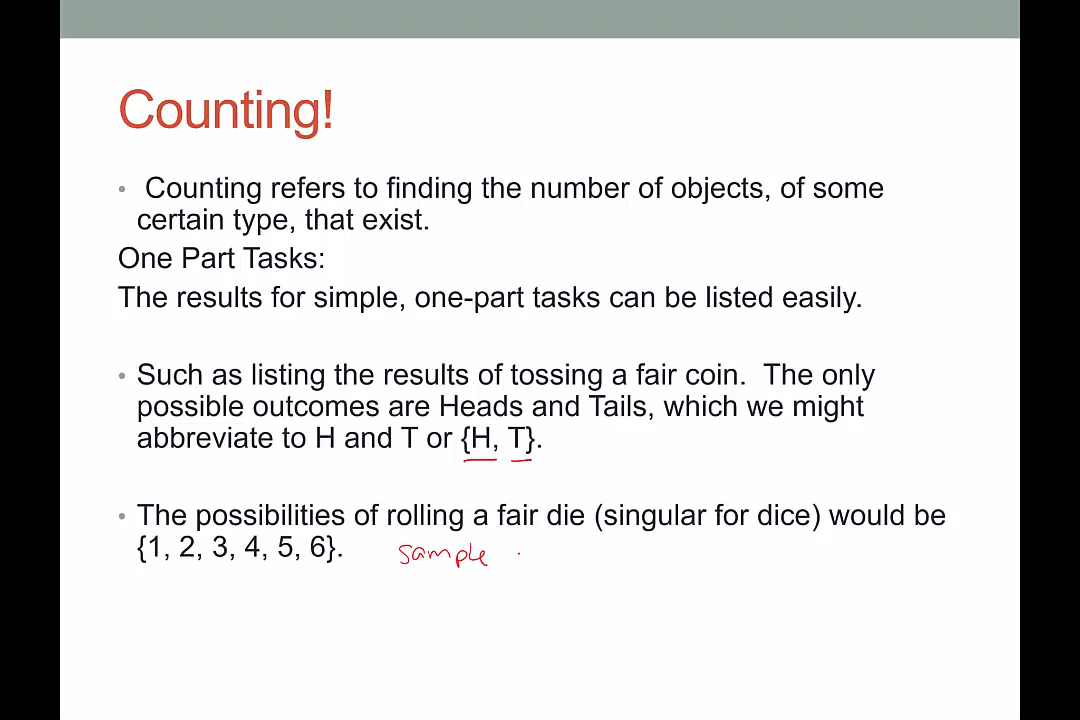 Counting!
• Counting refers to finding the number of objects, of some
certain type, that exist.
One Part Tasks:
The results for simple, one-part tasks can be listed easily.
• Such as listing the results of tossing a fair coin.  The only
possible outcomes are Heads and Tails, which we might
abbreviate to H and T or {H, T}.
• The possibilities of rolling a fair die (singular for dice) would be
{1, 2, 3, 4, 5, 6}. sample